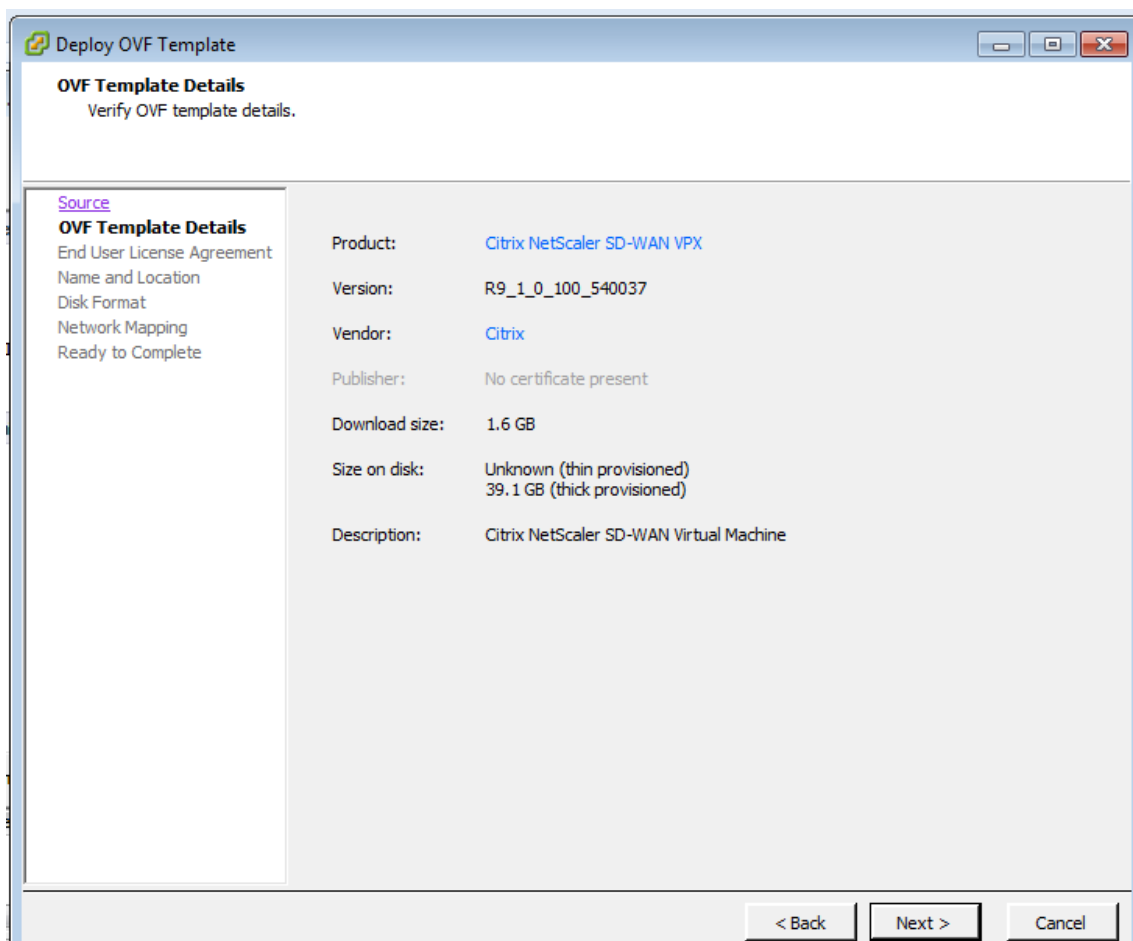 Deploy OVF Template
OVF Template Details
Verify OVF template details.
Source
OVF Template Details
End User License Agreement
Name and Location
Disk Format
Network Mapping
Ready to Complete
Product: Citrix NetScaler SD-WAN VPX
Version: R9_1_0_100_540037
Vendor: Citrix
Publisher: No certificate present
Download size: 1.6 GB
Size on disk: Unknown (thin provisioned)
39.1 GB (thick provisioned)
Description: Citrix NetScaler SD-WAN Virtual Machine
< Back Next > Cancel